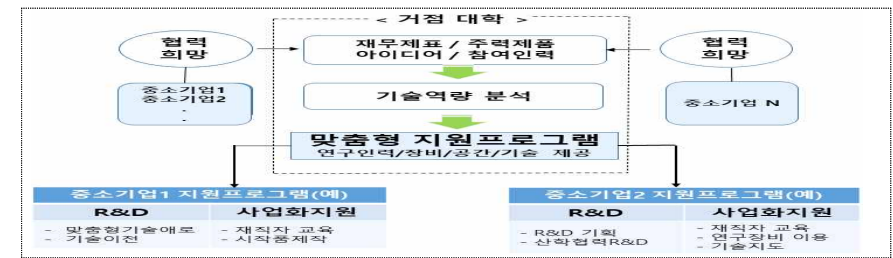 < 거점 대학 >
협력
희망
재무제표 / 주력제품
아이디어 / 참여인력
협력
희망
중소기업1
중소기업2
.
.
기술역량 분석
중소기업 N
맞춤형 지원프로그램
연구인력/장비/공간/기술 제공
중소기업1 지원프로그램(예)
R&D
사업화지원
- 맞춤형기술애로
- 기술이전
- 재직자 교육
- 시작품제작
중소기업2 지원프로그램(예)
R&D
사업화지원
- R&D 기획
- 산학협력R&D
- 재직자 교육
- 연구장비 이용
- 기술지도